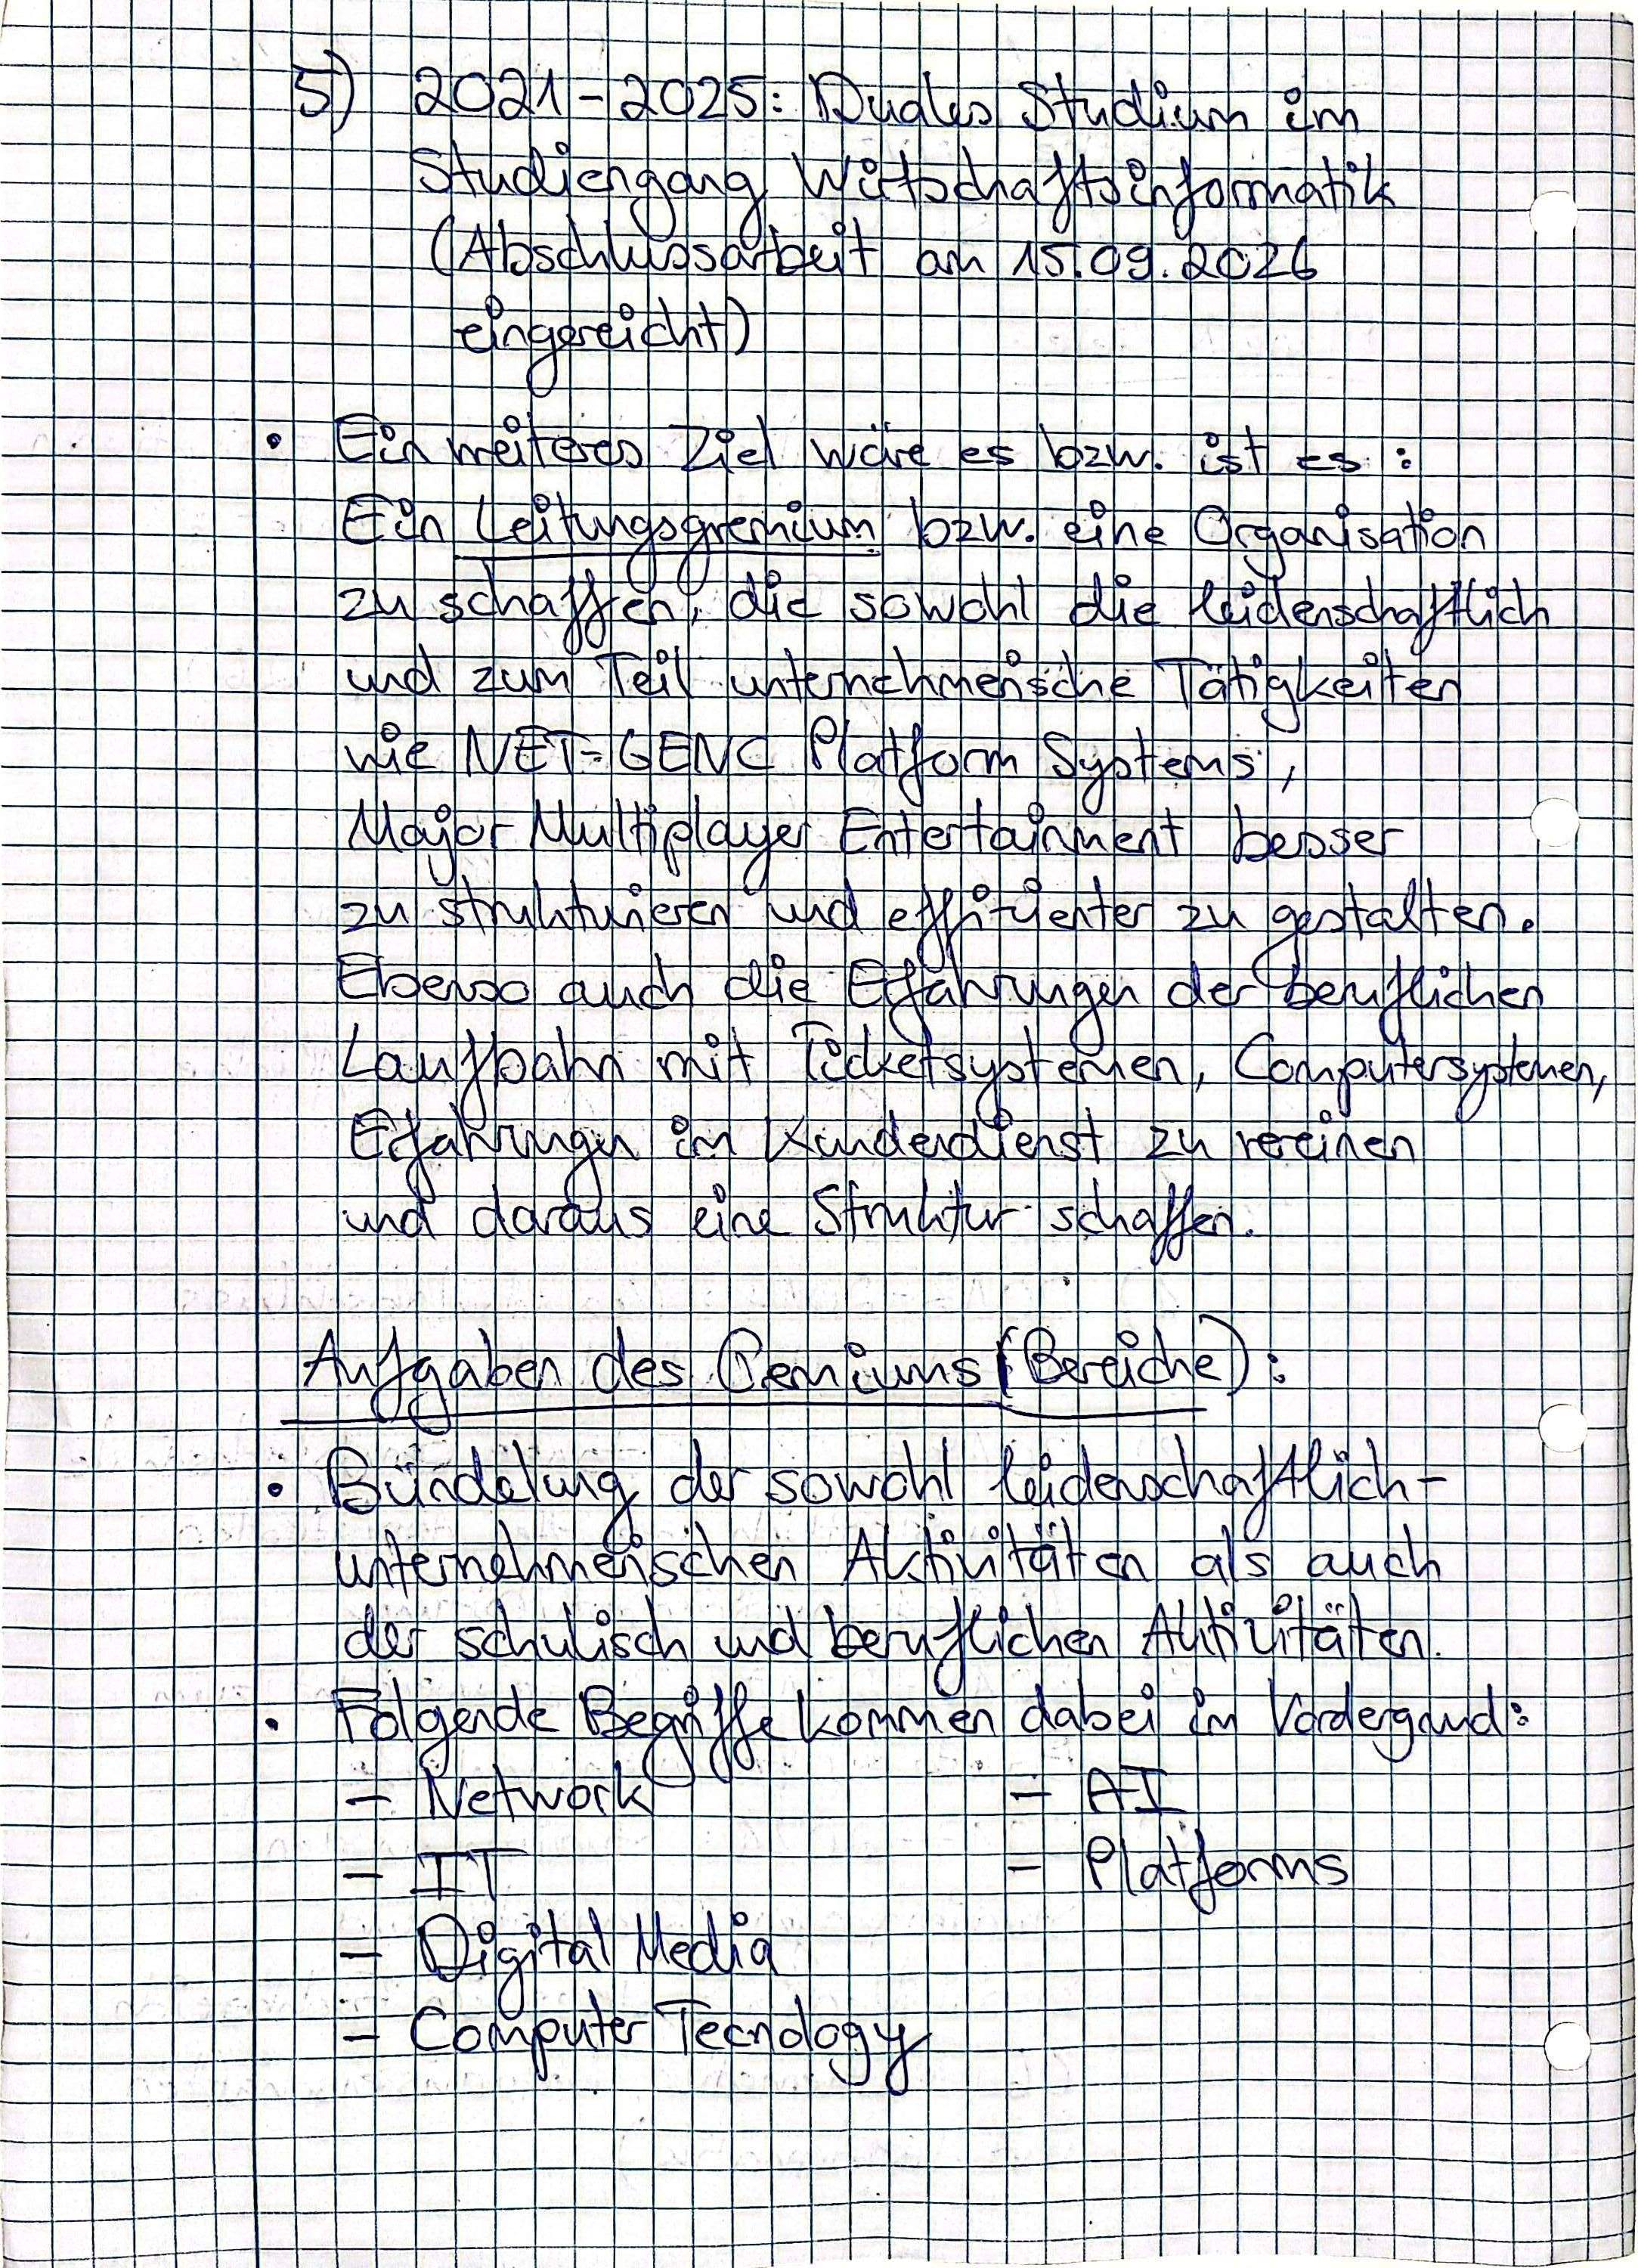 5) 2021-2025: Duales Studium im
Studiengang Wirtschaftsinformatik
(Abschlussarbeit am 15.09.2026
eingereicht)
• Ein weiteres Ziel wäre es bzw. ist es :
Ein Leitungsgremium bzw. eine Organisation
zu schaffen, die sowohl die leidenschaftlich
und zum Teil unternehmerische Tätigkeiten
wie NET-GENC Platform Systems,
Major Multiplayer Entertainment besser
zu strukturieren und effizienter zu gestalten.
Ebenso auch die Erfahrungen der beruflichen
Laufbahn mit Ticketsystemen, Computersystemen,
Erfahrungen im Kundendienst zu vereinen
und daraus eine Struktur schaffen.
Aufgaben des Gremiums (Bereiche):
• Bündelung der sowohl leidenschaftlich-
unternehmerischen Aktivitäten als auch
der schulisch und beruflichen Aktivitäten.
• Folgende Begriffe kommen dabei im Vordergrund:
- Network - AI
- IT - Platforms
- Digital Media
- Computer Tecnology